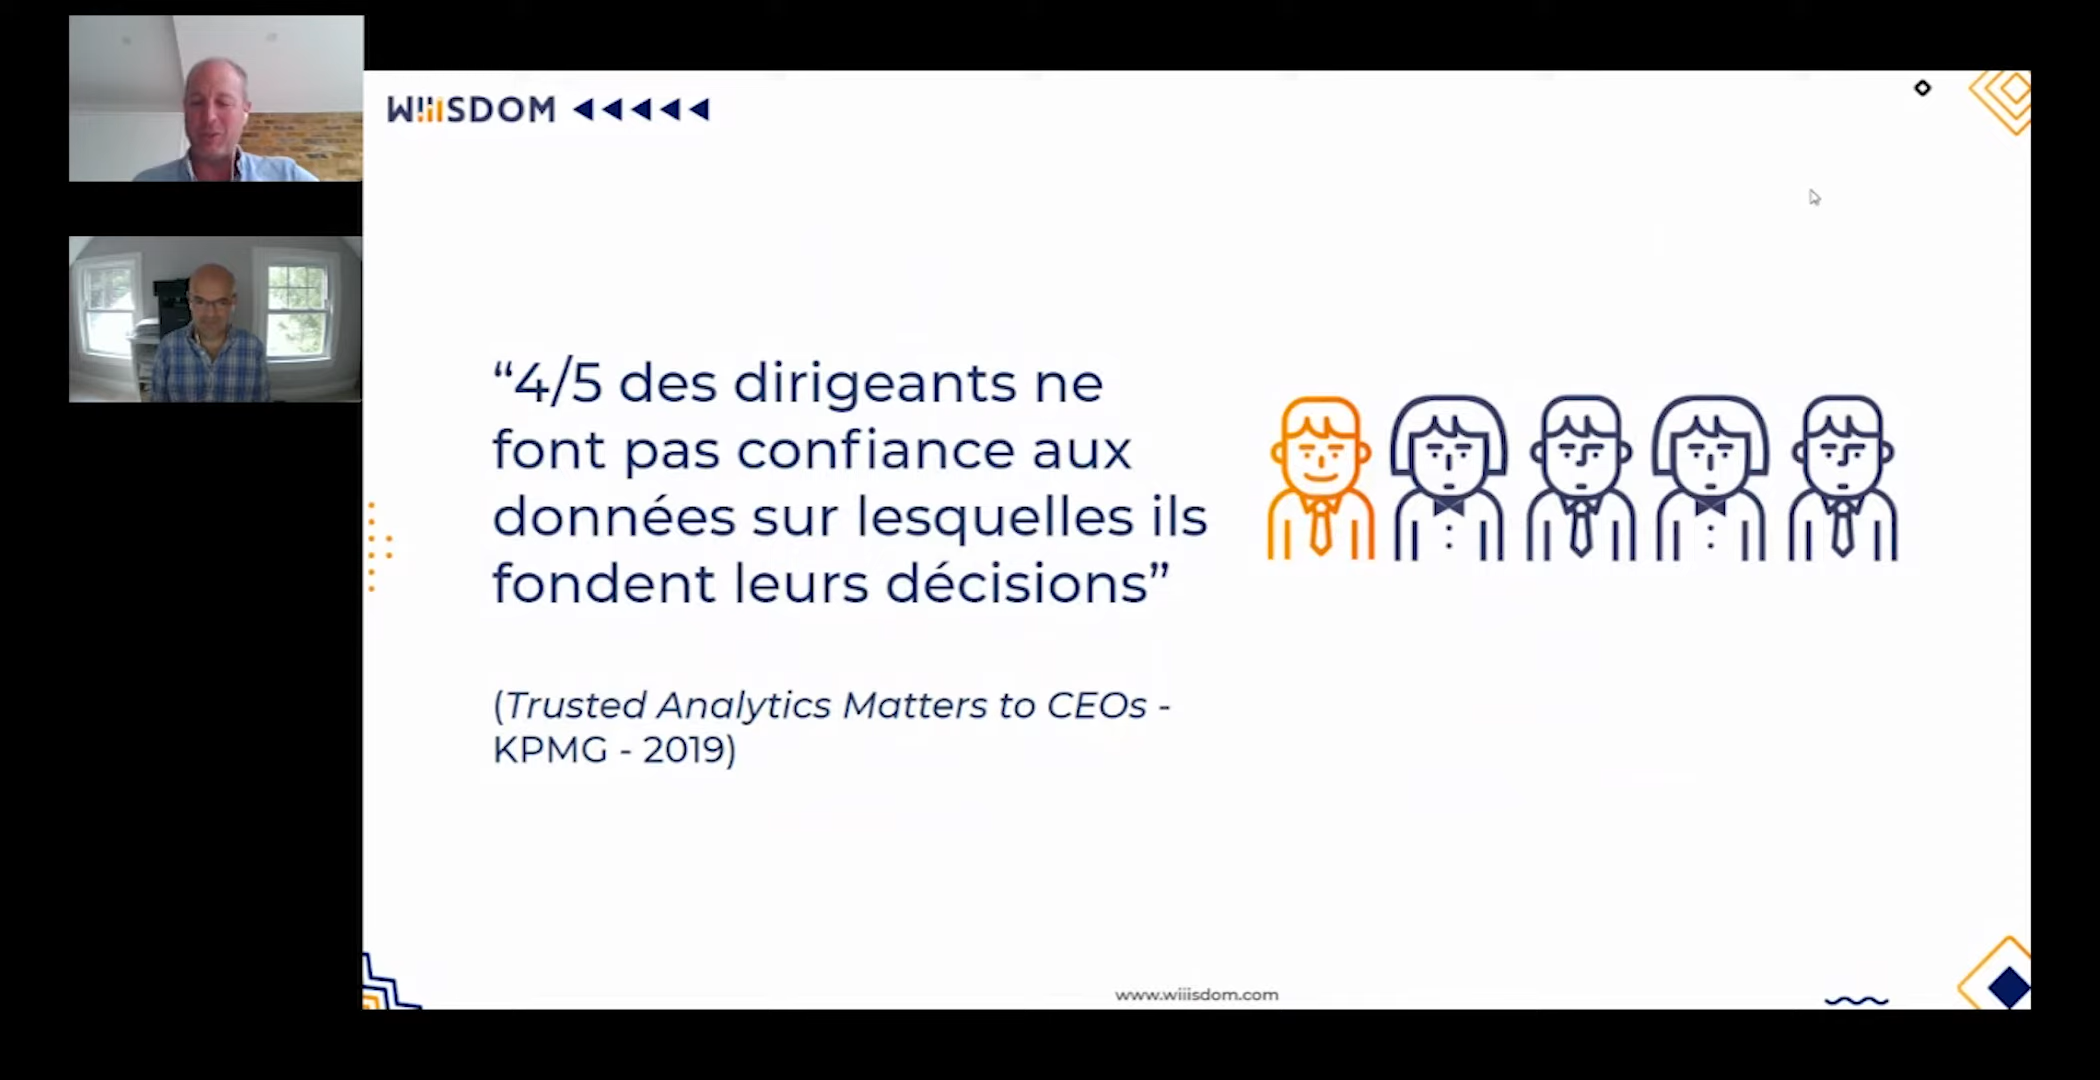 WIIISDOM
“4/5 des dirigeants ne
font pas confiance aux
données sur lesquelles ils
fondent leurs décisions”
(Trusted Analytics Matters to CEOs -
KPMG - 2019)
www.wiiisdom.com